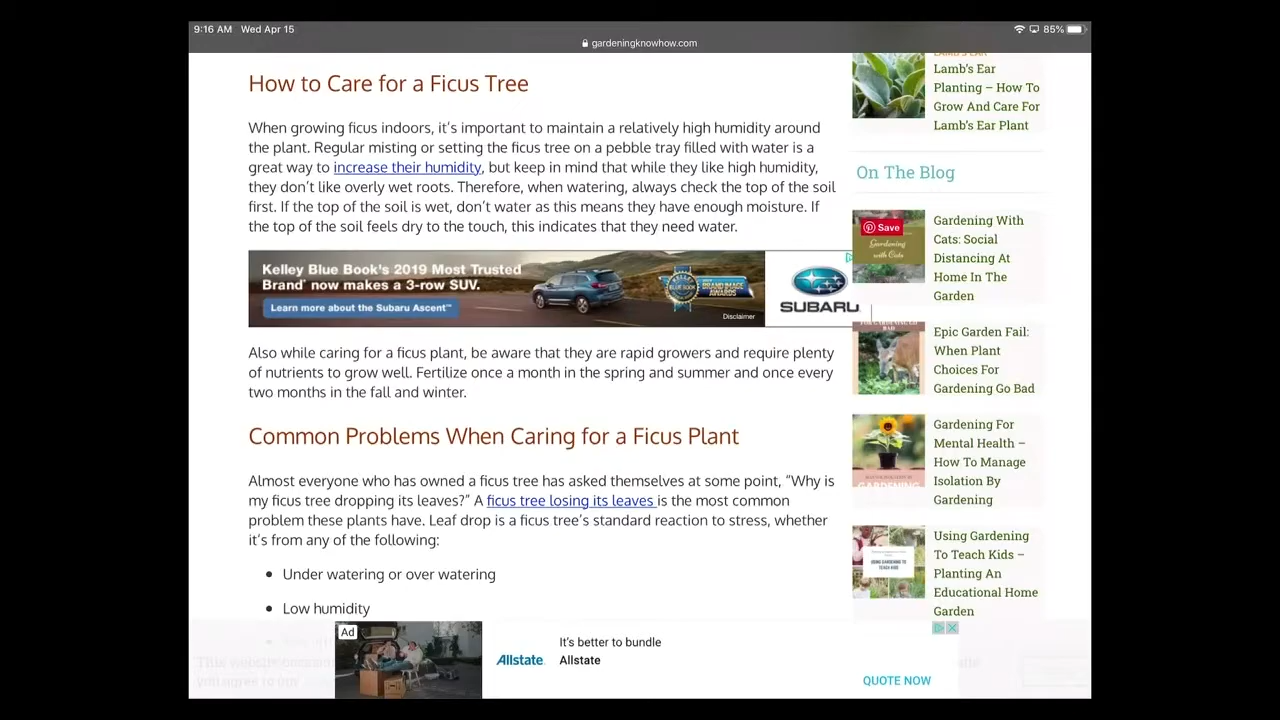 9:16 AM Wed Apr 15
85%
gardeningknowhow.com
How to Care for a Ficus Tree
When growing ficus indoors, it's important to maintain a relatively high humidity around
the plant. Regular misting or setting the ficus tree on a pebble tray filled with water is a
great way to increase their humidity, but keep in mind that while they like high humidity,
they don't like overly wet roots. Therefore, when watering, always check the top of the soil
first. If the top of the soil is wet, don't water as this means they have enough moisture. If
the top of the soil feels dry to the touch, this indicates that they need water.
Kelley Blue Book's 2019 Most Trusted
Brand* now makes a 3-row SUV.
Learn more about the Subaru Ascent™
BRAND IMAGE
AWARDS
Disclaimer
SUBARU
Also while caring for a ficus plant, be aware that they are rapid growers and require plenty
of nutrients to grow well. Fertilize once a month in the spring and summer and once every
two months in the fall and winter.
Common Problems When Caring for a Ficus Plant
Almost everyone who has owned a ficus tree has asked themselves at some point, “Why is
my ficus tree dropping its leaves?” A ficus tree losing its leaves is the most common
problem these plants have. Leaf drop is a ficus tree's standard reaction to stress, whether
it's from any of the following:
Under watering or over watering
Low humidity
Ad
Allstate.
It's better to bundle
Allstate
QUOTE NOW
LAMB'S EAR
Lamb's Ear
Planting – How To
Grow And Care For
Lamb's Ear Plant
On The Blog
Save
Gardening
with Cats
Gardening With
Cats: Social
Distancing At
Home In The
Garden
Epic Garden Fail:
When Plant
Choices For
Gardening Go Bad
GARDENING
Gardening For
Mental Health –
How To Manage
Isolation By
Gardening
USING GARDENING TO
TEACH KIDS
Using Gardening
To Teach Kids –
Planting An
Educational Home
Garden